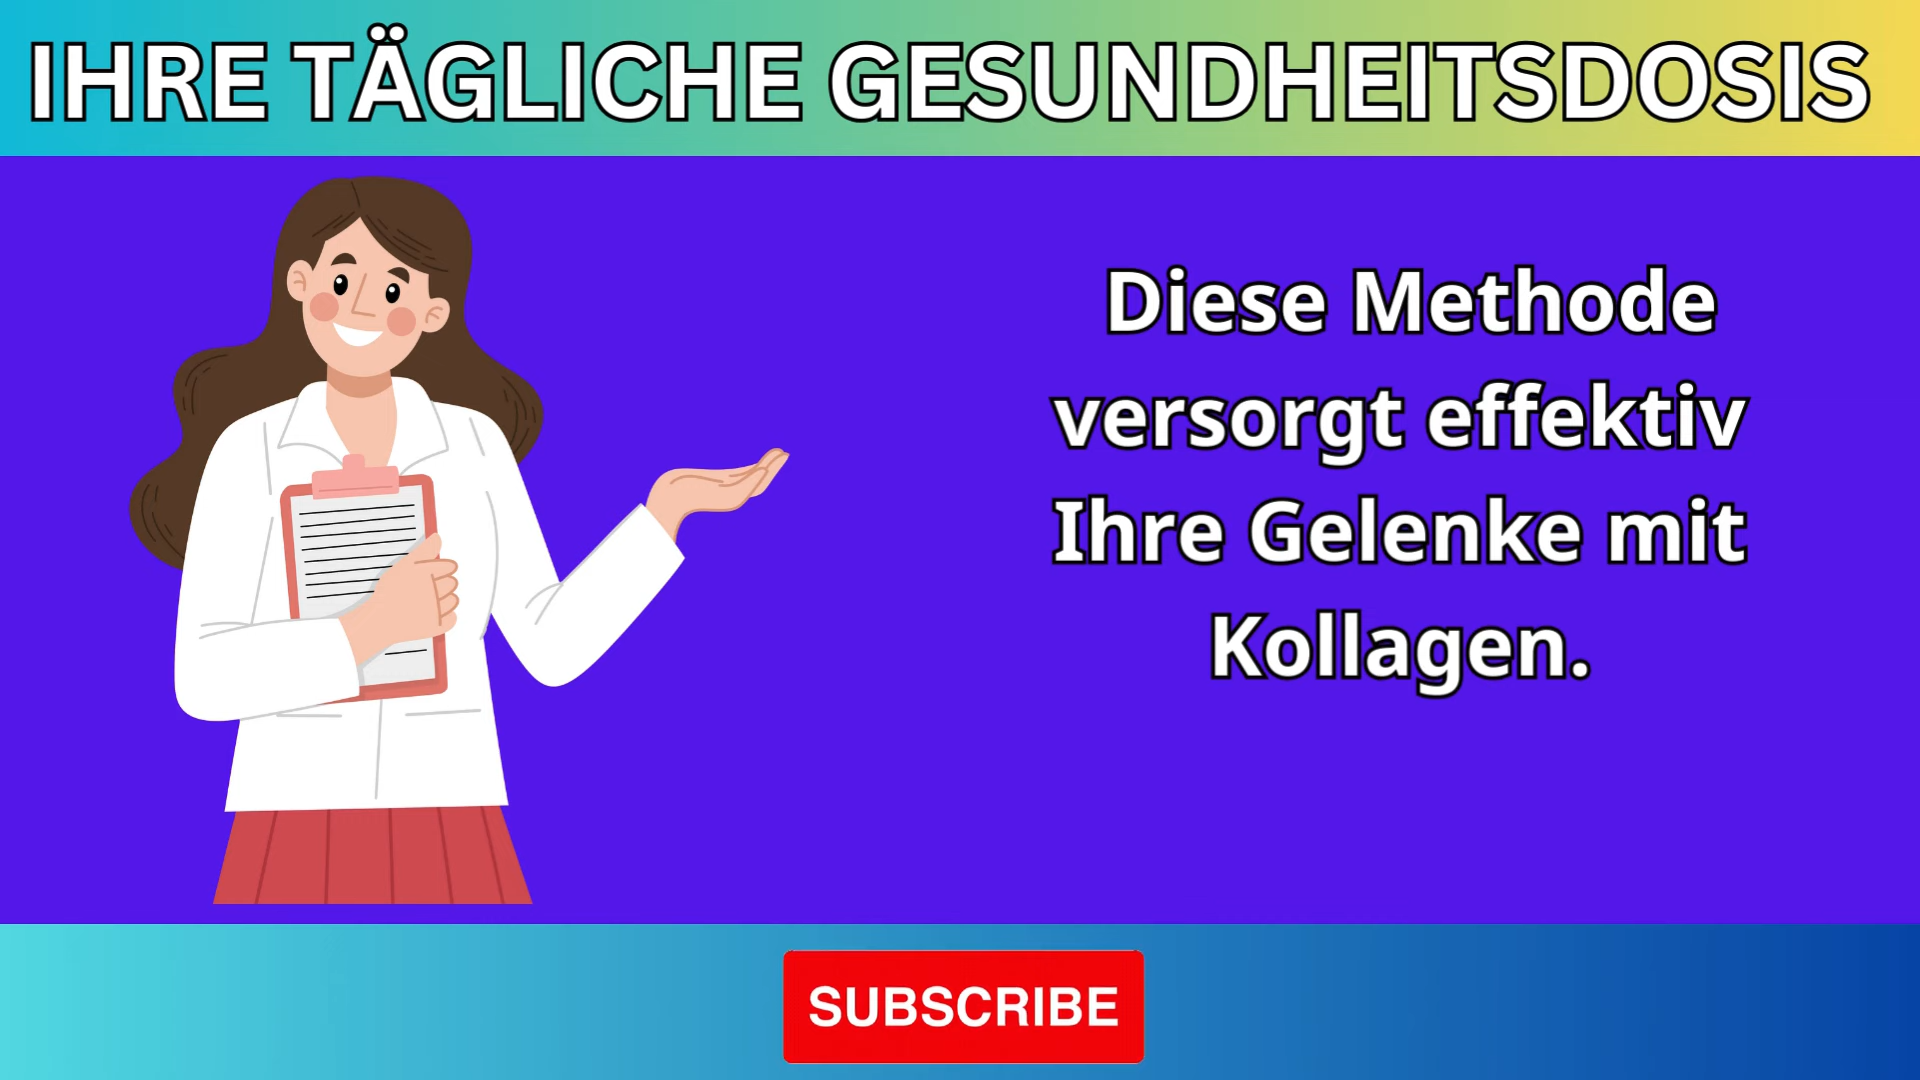 IHRE TÄGLICHE GESUNDHEITSDOSIS
Diese Methode
versorgt effektiv
Ihre Gelenke mit
Kollagen.
SUBSCRIBE